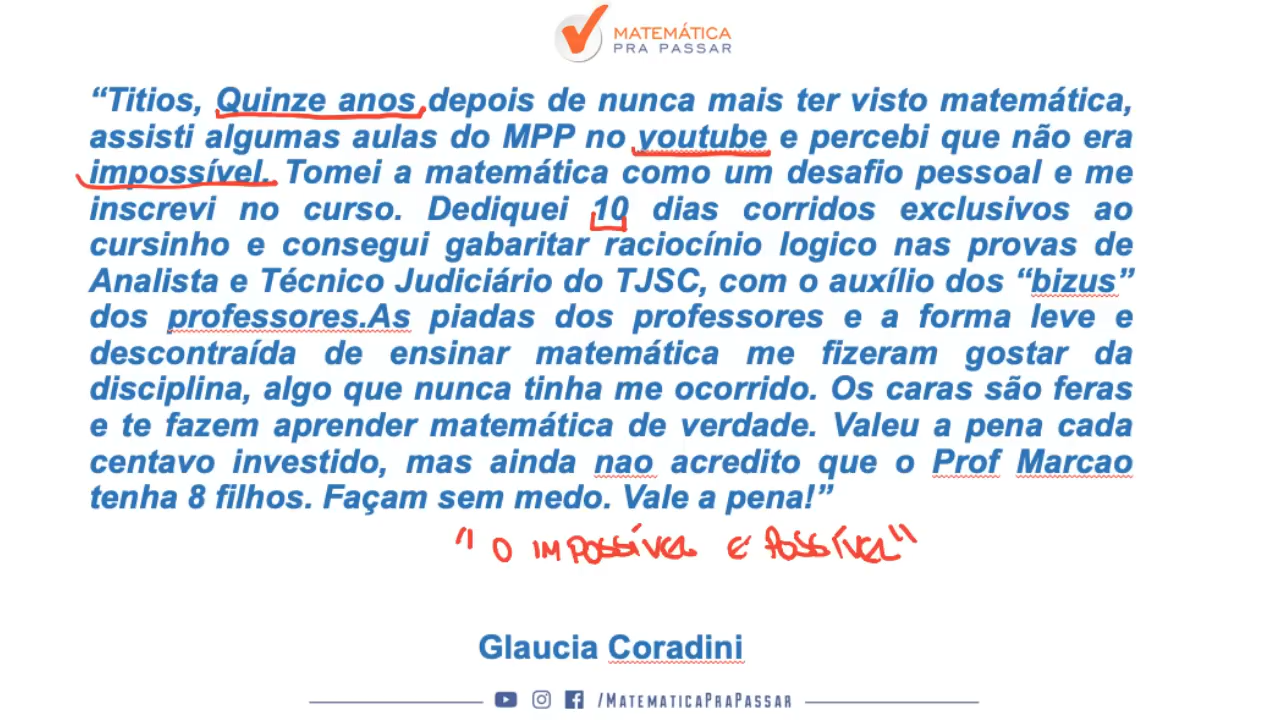 MATEMÁTICA
PRA PASSAR
“Titios, Quinze anos depois de nunca mais ter visto matemática,
assisti algumas aulas do MPP no youtube e percebi que não era
impossível. Tomei a matemática como um desafio pessoal e me
inscrevi no curso. Dediquei 10 dias corridos exclusivos ao
cursinho e consegui gabaritar raciocínio logico nas provas de
Analista e Técnico Judiciário do TJSC, com o auxílio dos “bizus”
dos professores.As piadas dos professores e a forma leve e
descontraída de ensinar matemática me fizeram gostar da
disciplina, algo que nunca tinha me ocorrido. Os caras são feras
e te fazem aprender matemática de verdade. Valeu a pena cada
centavo investido, mas ainda nao acredito que o Prof Marcao
tenha 8 filhos. Façam sem medo. Vale a pena!”
"O IMPOSSÍVEL É POSSÍVEL"
Glaucia Coradini
/MATEMATICAPRAPASSAR